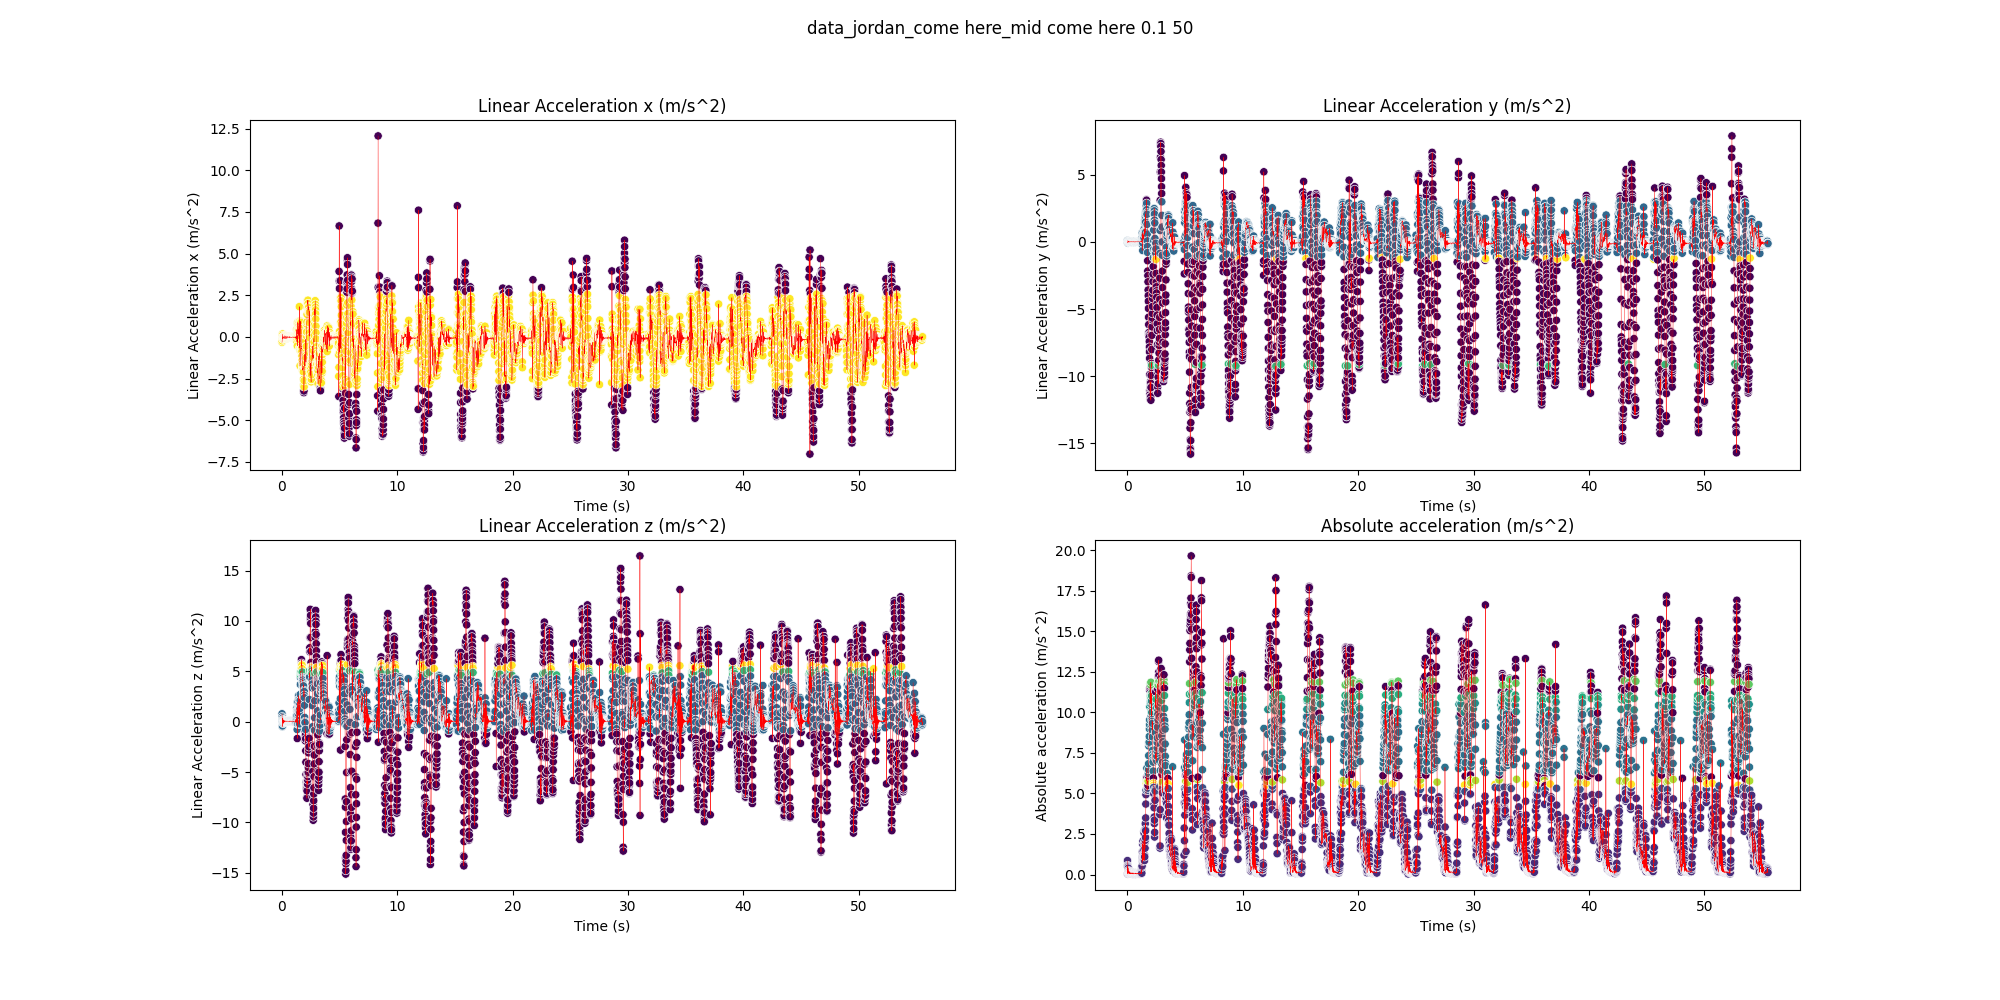 data_jordan_come here_mid come here 0.1 50
Linear Acceleration x (m/s^2)
Linear Acceleration x (m/s^2)
12.5
10.0
7.5
5.0
2.5
0.0
−2.5
−5.0
−7.5
0 10 20 30 40 50
Time (s)
Linear Acceleration y (m/s^2)
Linear Acceleration y (m/s^2)
5
0
−5
−10
−15
0 10 20 30 40 50
Time (s)
Linear Acceleration z (m/s^2)
Linear Acceleration z (m/s^2)
15
10
5
0
−5
−10
−15
0 10 20 30 40 50
Time (s)
Absolute acceleration (m/s^2)
Absolute acceleration (m/s^2)
20.0
17.5
15.0
12.5
10.0
7.5
5.0
2.5
0.0
0 10 20 30 40 50
Time (s)